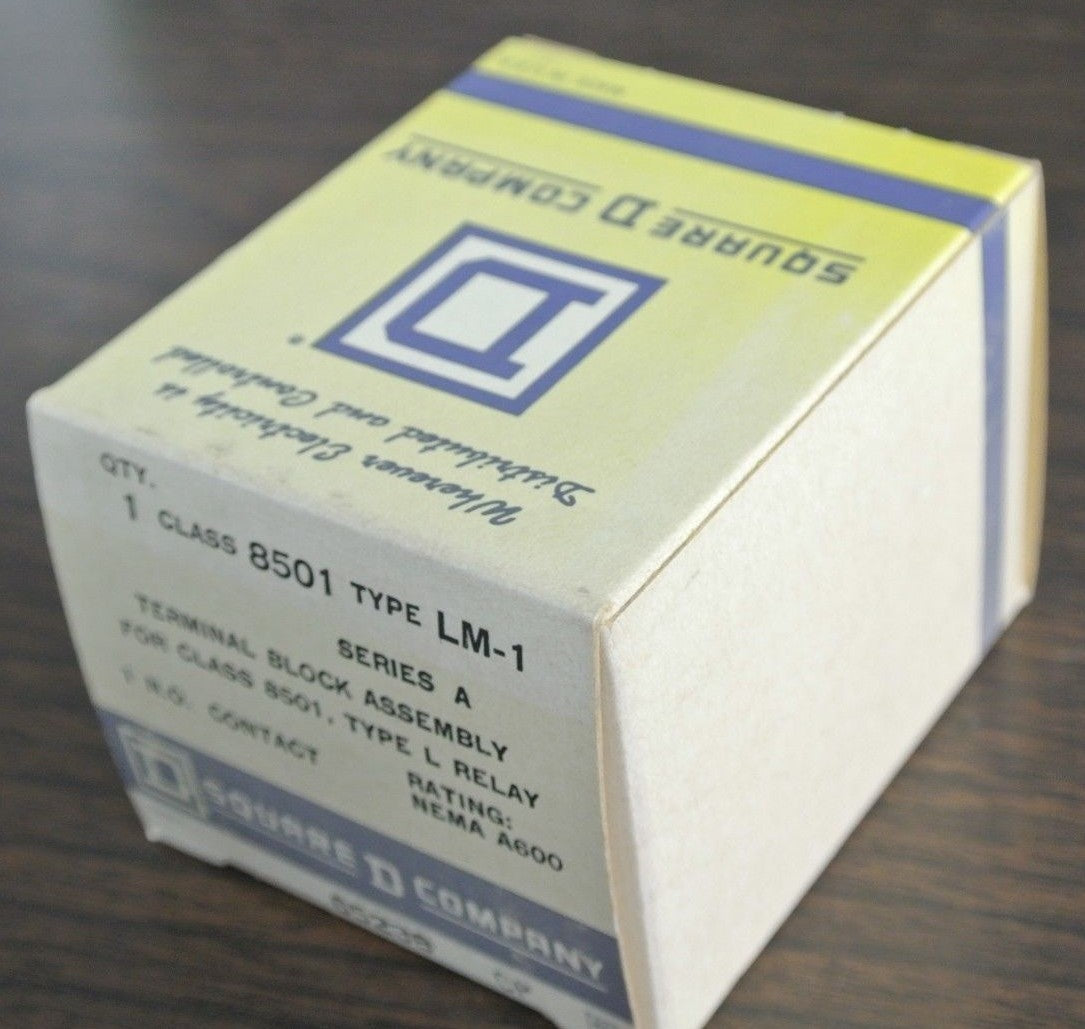 SQUARE D COMPANY
D
®
Wherever Electricity is
Distributed and Controlled
QTY.
1 CLASS 8501 TYPE LM-1
SERIES A
TERMINAL BLOCK ASSEMBLY
FOR CLASS 8501, TYPE L RELAY
1 N.O. CONTACT
RATING:
NEMA A600
D SQUARE D COMPANY